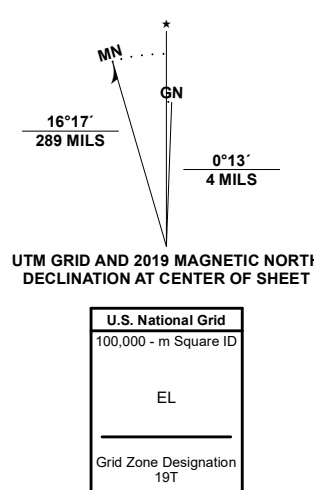 ★
MN
GN
16°17´
289 MILS
0°13´
4 MILS
UTM GRID AND 2019 MAGNETIC NORTH
DECLINATION AT CENTER OF SHEET
U.S. National Grid
100,000 - m Square ID
EL
Grid Zone Designation
19T